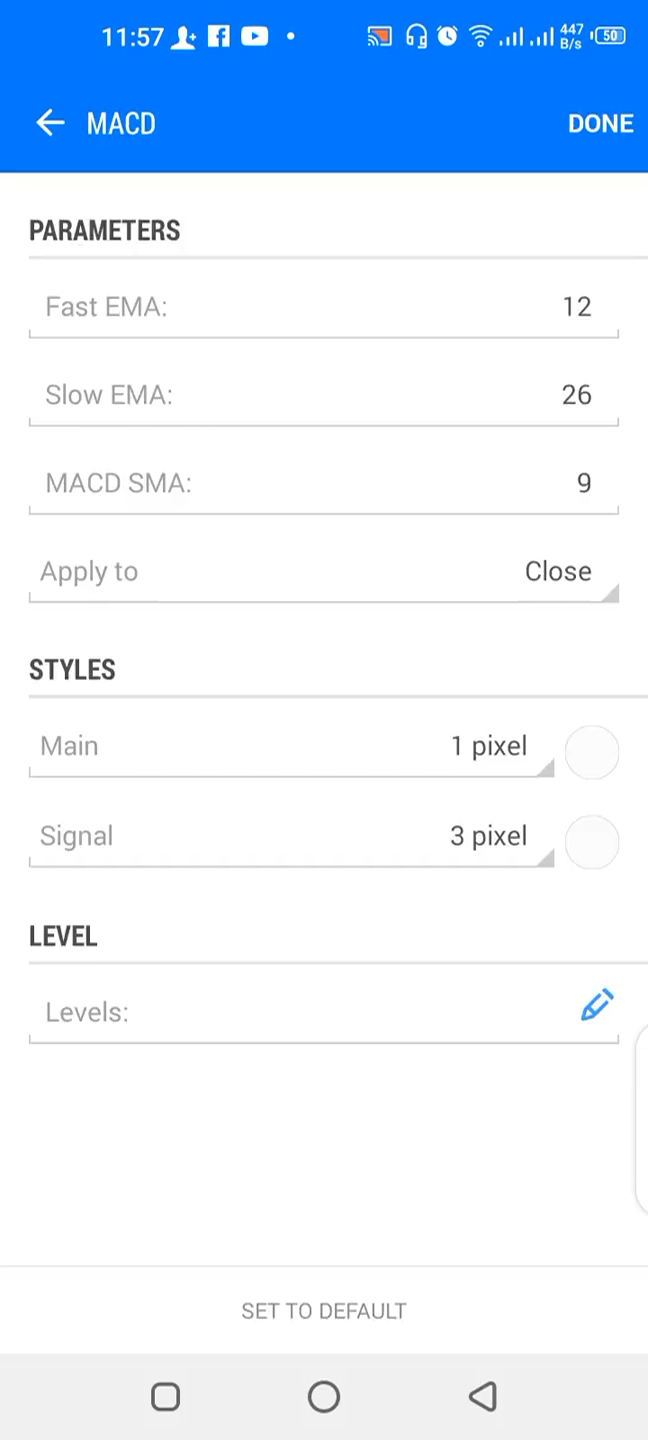 11:57 447 B/s 50
MACD DONE
PARAMETERS
Fast EMA: 12
Slow EMA: 26
MACD SMA: 9
Apply to Close
STYLES
Main 1 pixel
Signal 3 pixel
LEVEL
Levels:
SET TO DEFAULT